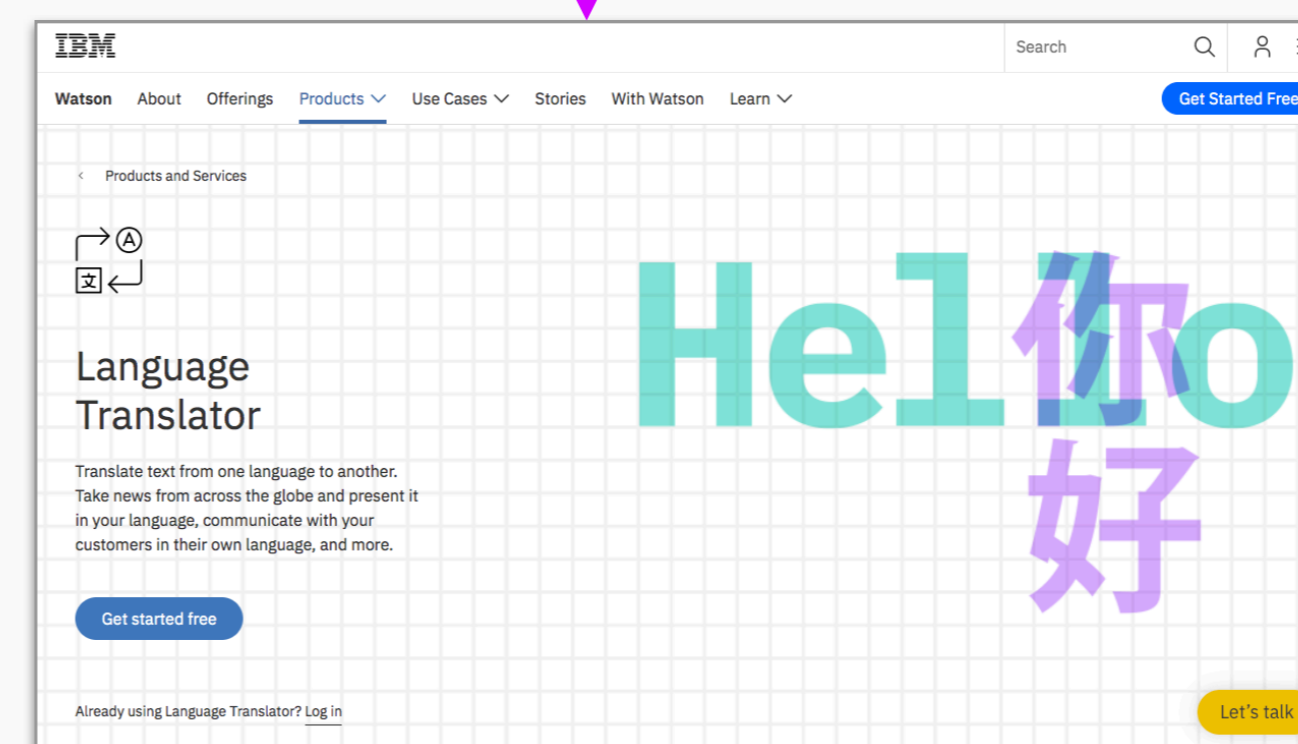 IBM
Search
Watson About Offerings Products Use Cases Stories With Watson Learn
Get Started Free
Products and Services
A
文
Language
Translator
Translate text from one language to another.
Take news from across the globe and present it
in your language, communicate with your
customers in their own language, and more.
Get started free
Already using Language Translator? Log in
Hello
你
好
Let's talk